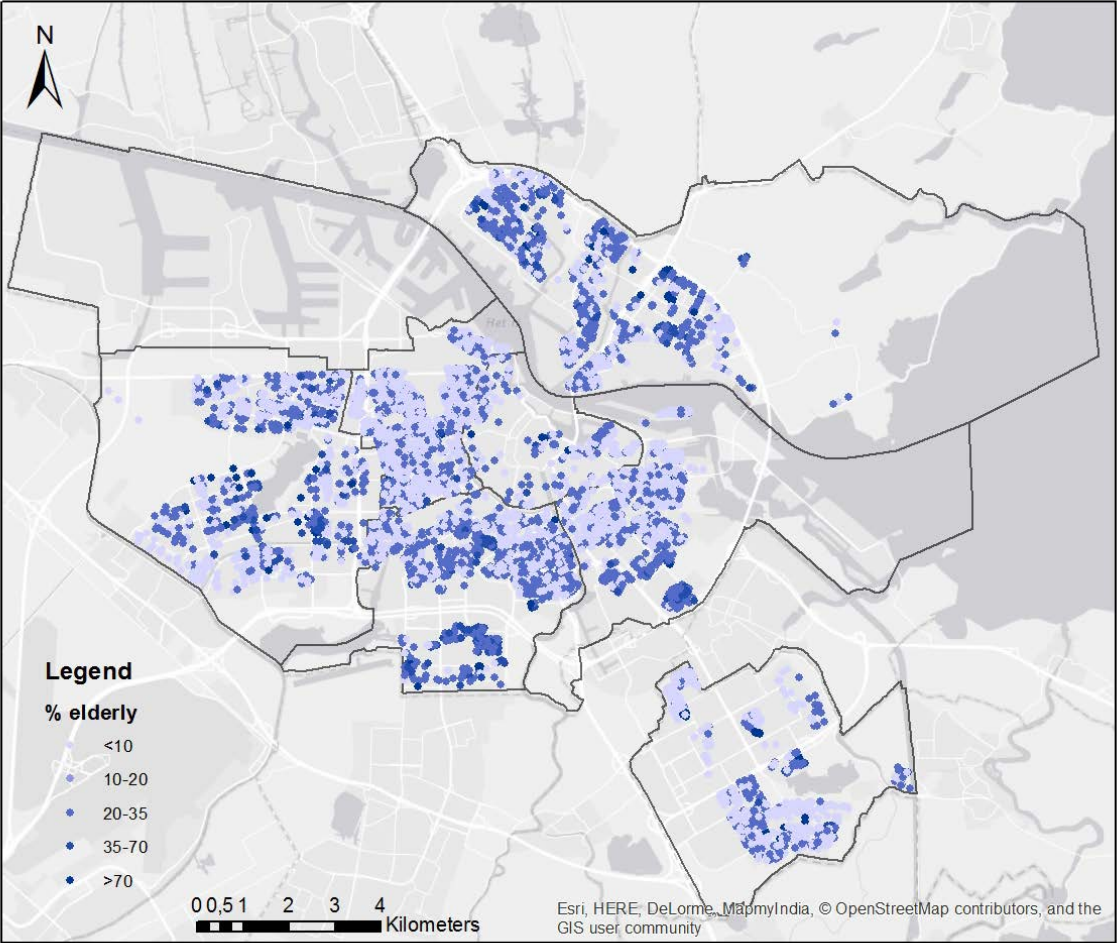 N
Het
Legend
% elderly
<10
10-20
20-35
35-70
>70
0 0,5 1 2 3 4
Kilometers
Esri, HERE, DeLorme, MapmyIndia, © OpenStreetMap contributors, and the
GIS user community